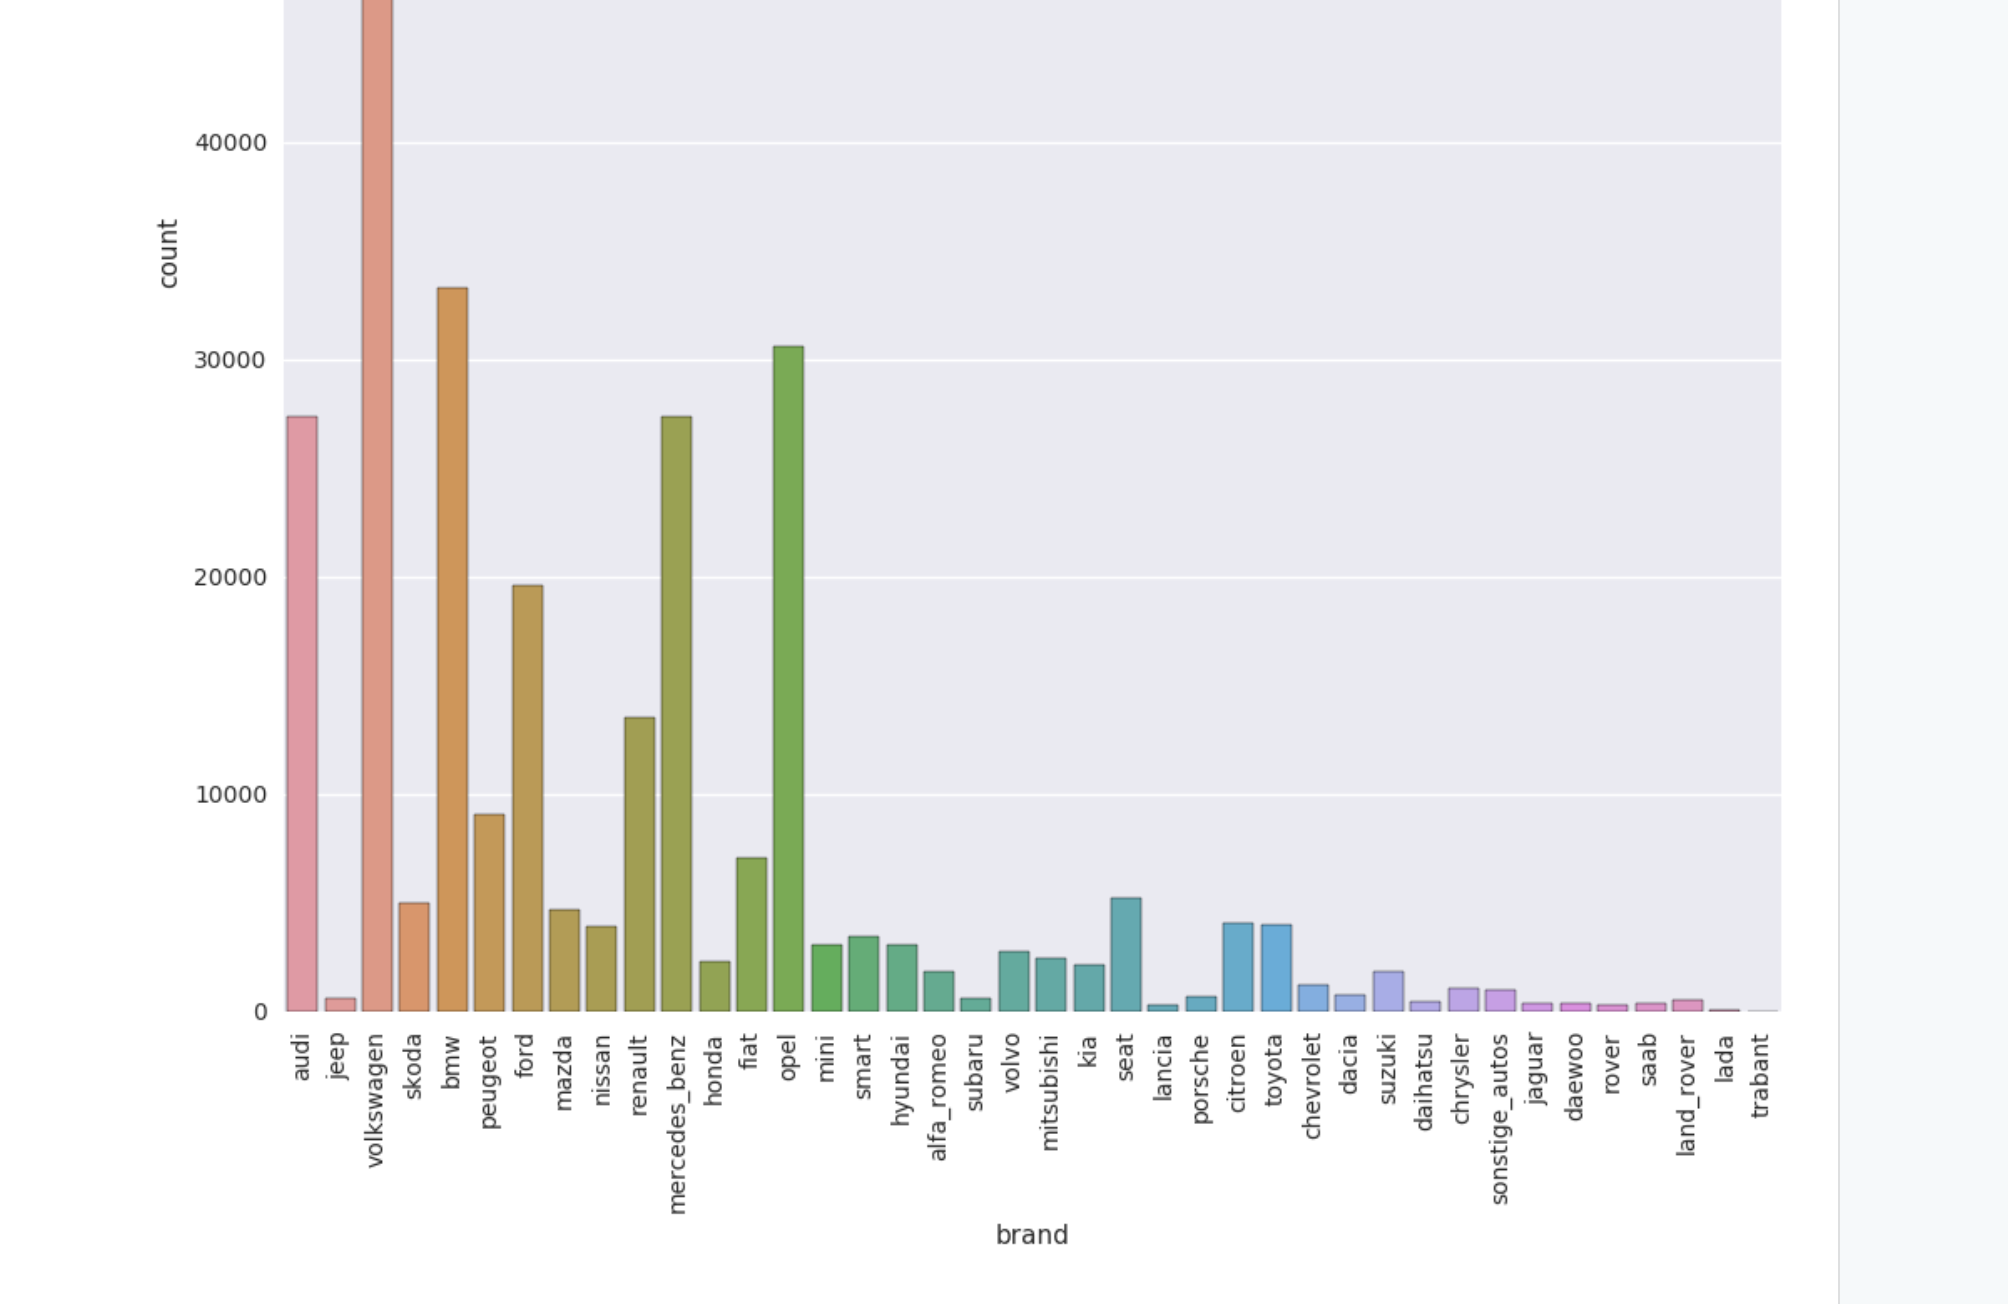 40000
count
30000
20000
10000
0
audi
jeep
volkswagen
skoda
bmw
peugeot
ford
mazda
nissan
renault
mercedes_benz
honda
fiat
opel
mini
smart
hyundai
alfa_romeo
subaru
volvo
mitsubishi
kia
seat
lancia
porsche
citroen
toyota
chevrolet
dacia
suzuki
daihatsu
chrysler
sonstige_autos
jaguar
daewoo
rover
saab
land_rover
lada
trabant
brand